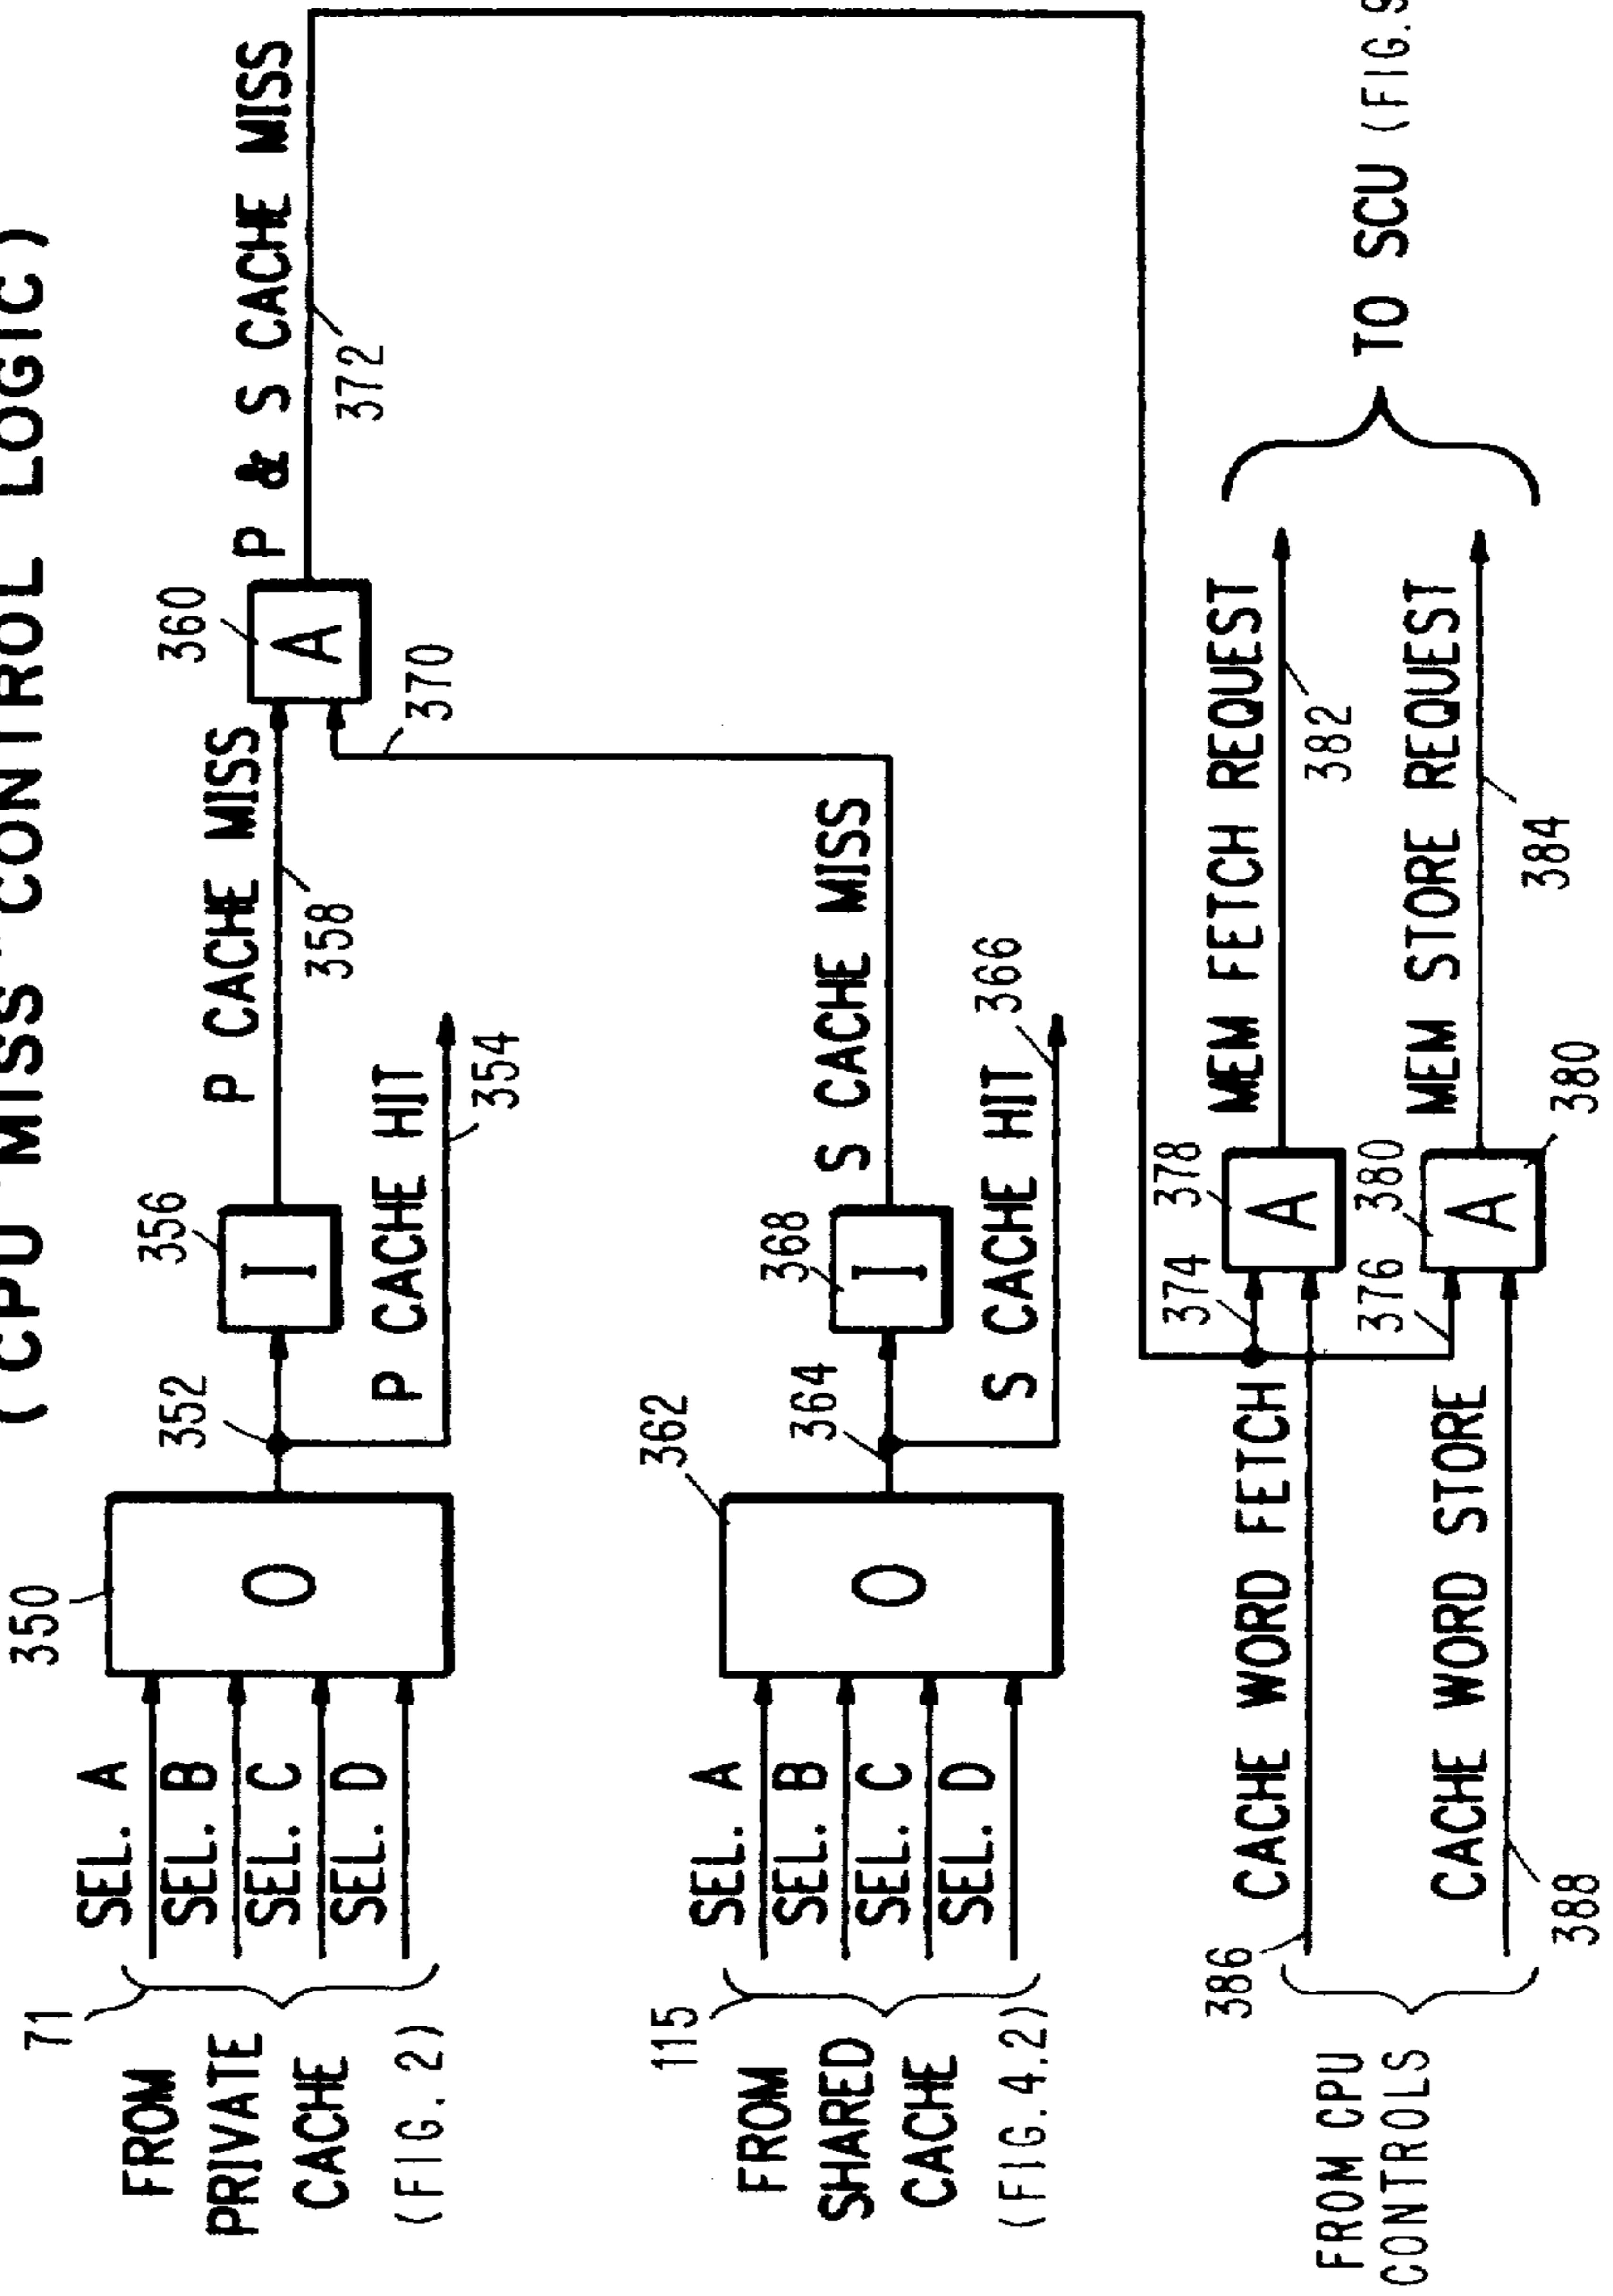 (CPU "MISS" CONTROL LOGIC)
350
71
FROM
PRIVATE
CACHE
(FIG. 2)
SEL. A
SEL. B
SEL. C
SEL. D
O
352
356
I
P CACHE HIT
354
P CACHE MISS
358
360
A
370
P & S CACHE MISS
372
115
FROM
SHARED
CACHE
(FIG. 4.2)
SEL. A
SEL. B
SEL. C
SEL. D
362
O
364
368
I
S CACHE HIT
366
S CACHE MISS
FROM CPU
CONTROLS
386
CACHE WORD FETCH
CACHE WORD STORE
388
374
376
378
A
380
A
380
MEM FETCH REQUEST
382
MEM STORE REQUEST
384
TO SCU (FIG. 9